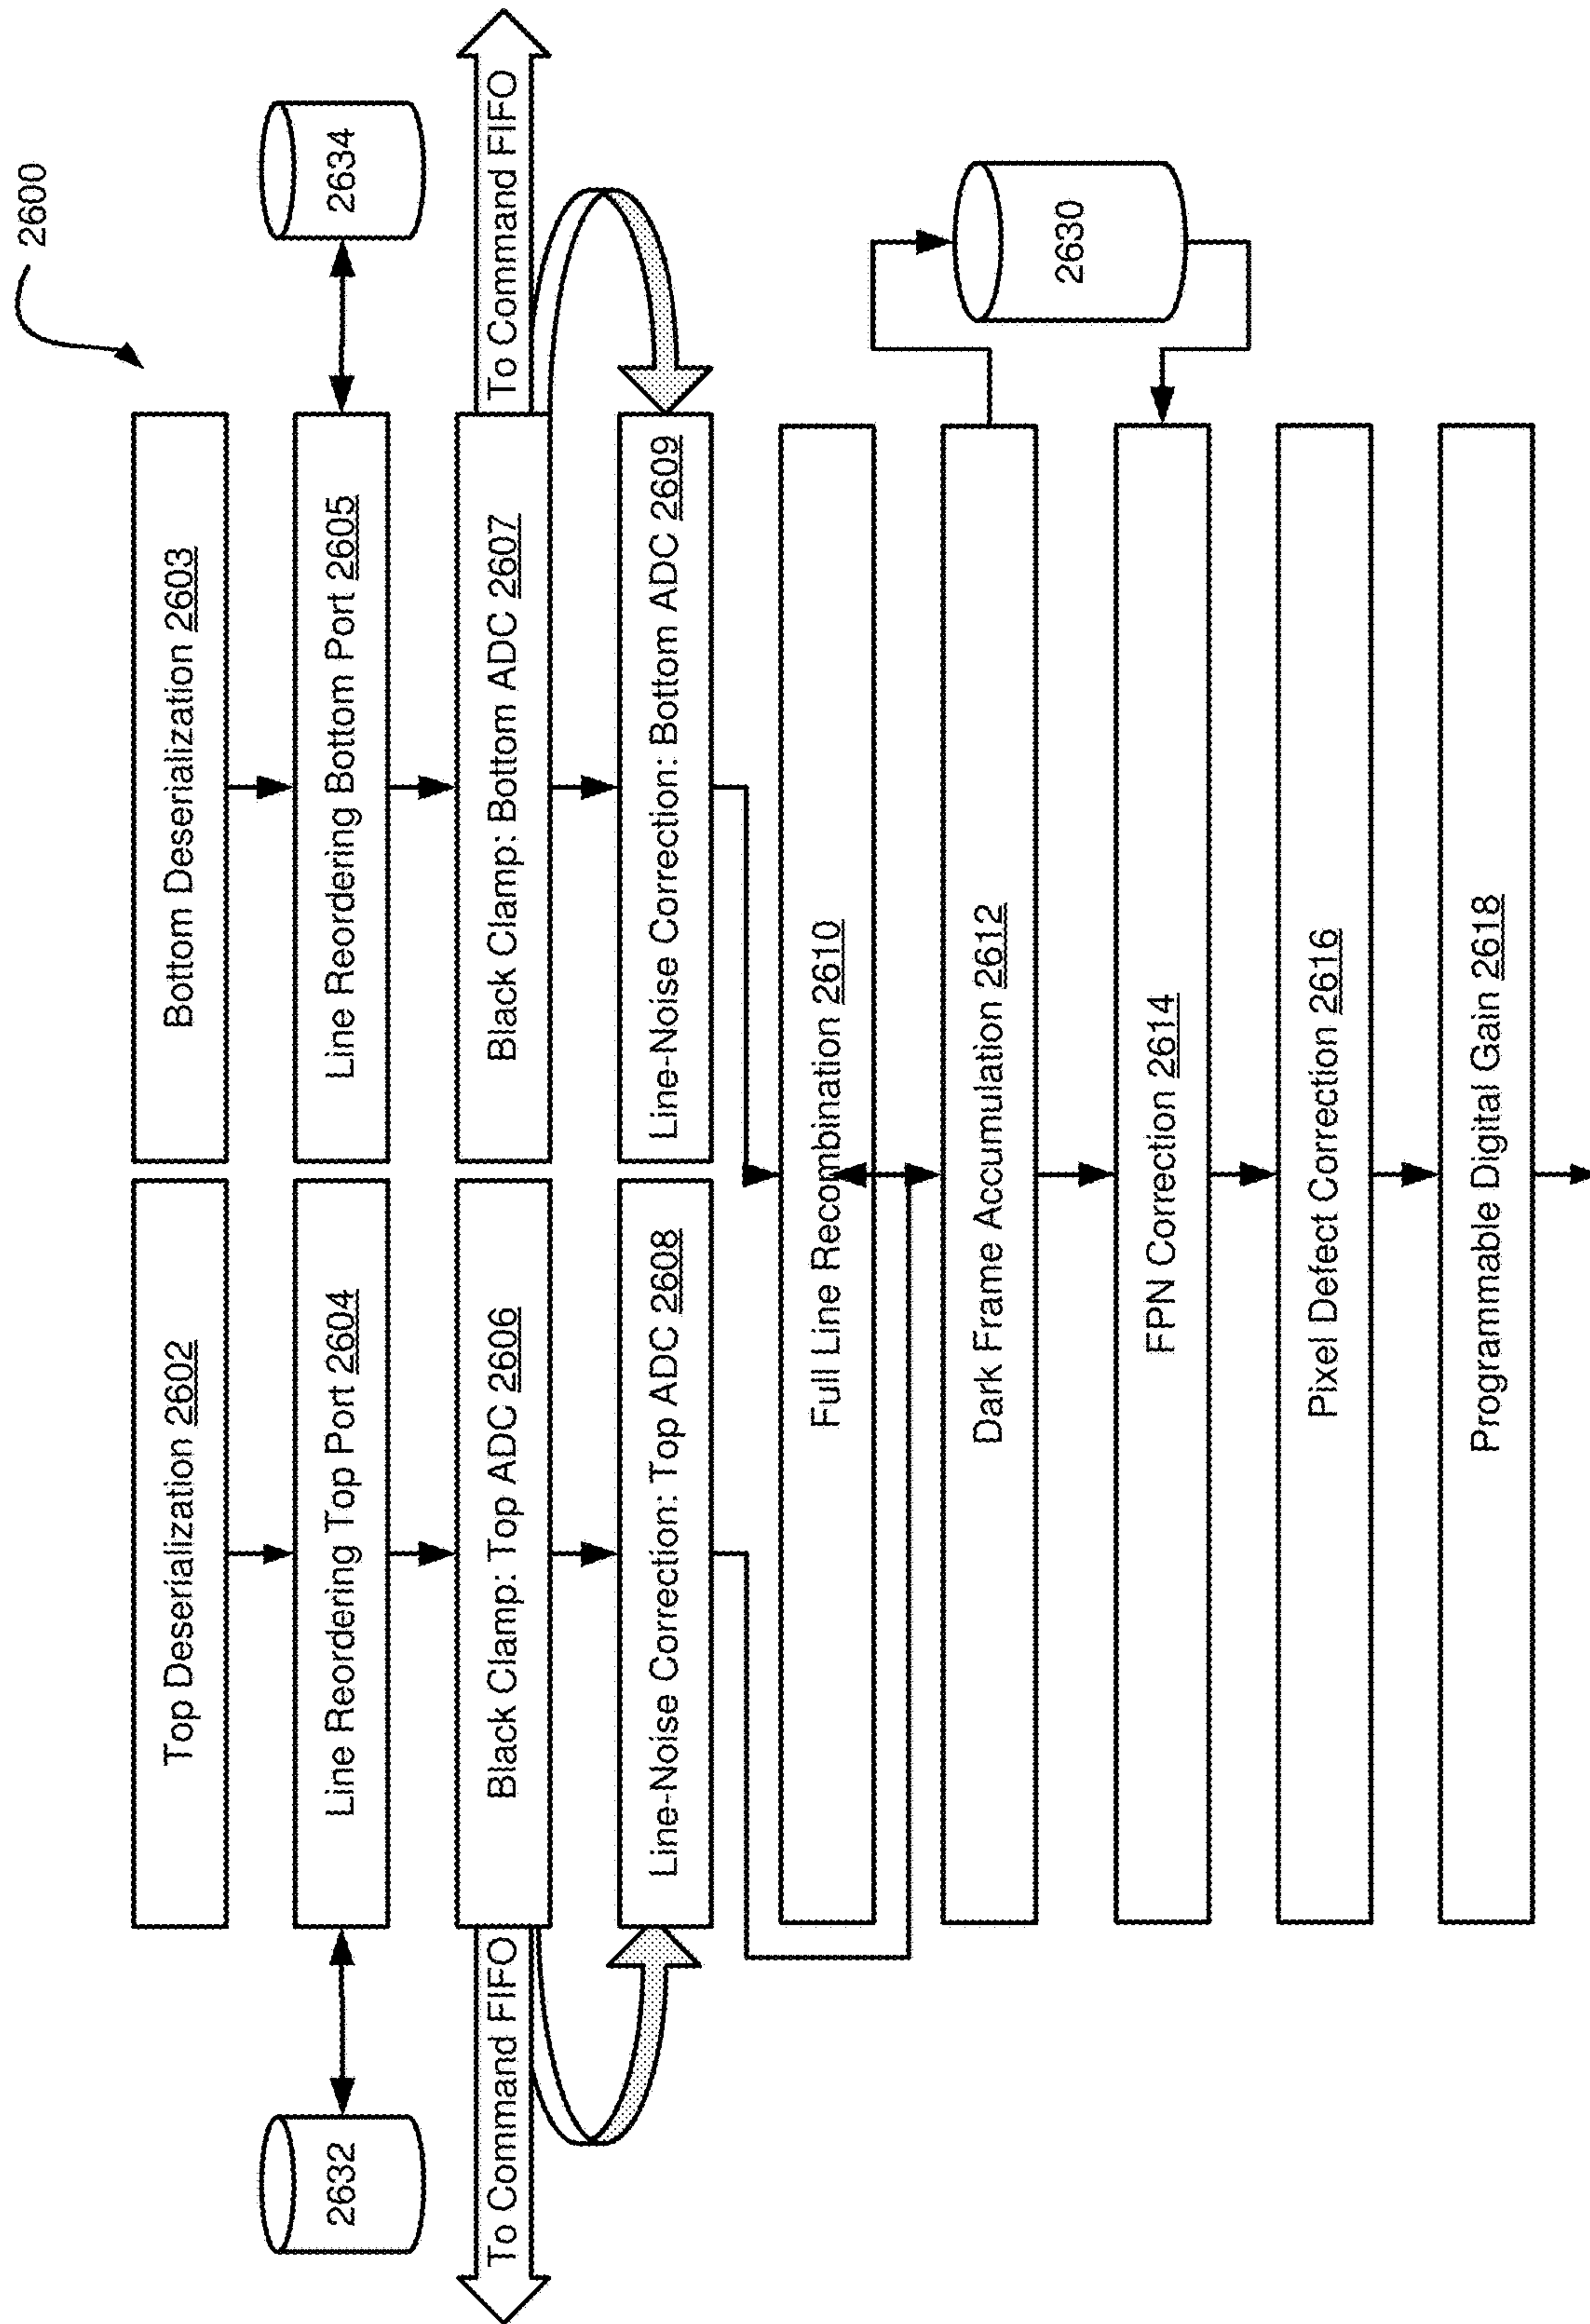 2600
Top Deserialization 2602
Bottom Deserialization 2603
2632
Line Reordering Top Port 2604
Line Reordering Bottom Port 2605
2634
To Command FIFO
Black Clamp: Top ADC 2606
Black Clamp: Bottom ADC 2607
To Command FIFO
Line-Noise Correction: Top ADC 2608
Line-Noise Correction: Bottom ADC 2609
Full Line Recombination 2610
Dark Frame Accumulation 2612
2630
FPN Correction 2614
Pixel Defect Correction 2616
Programmable Digital Gain 2618